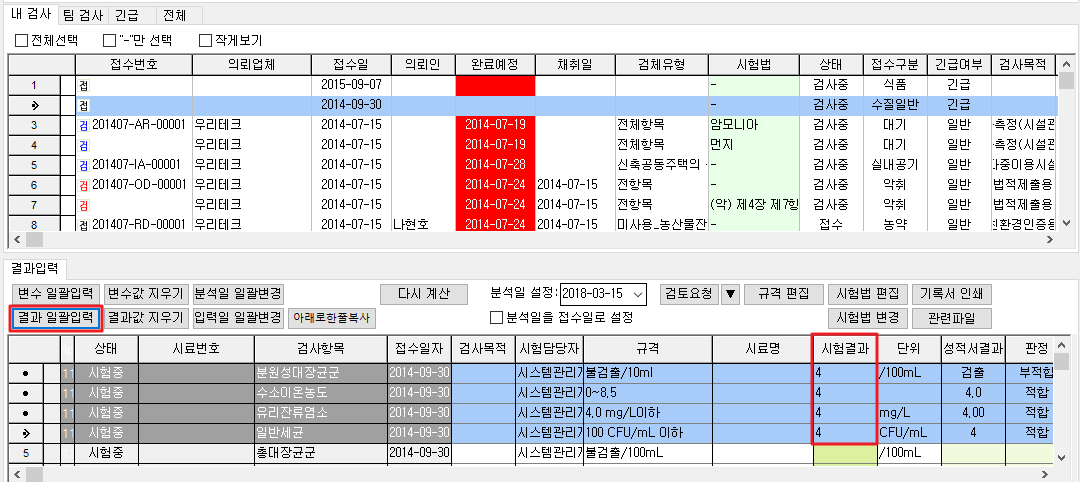 내 검사 팀 검사 긴급 전체
전체선택 "-"만 선택 작게보기
접수번호 의뢰업체 접수일 의뢰인 완료예정 채취일 검체유형 시험법 상태 접수구분 긴급여부 검사목적
1 접 2015-09-07 - 검사중 식품 긴급
접 2014-09-30 - 검사중 수질일반 긴급
3 검 201407-AR-00001 우리테크 2014-07-15 2014-07-19 전체항목 암모니아 검사중 대기 일반 측정(시설관
4 검 우리테크 2014-07-15 2014-07-19 전체항목 먼지 검사중 대기 일반 측정(시설관
5 검 201407-IA-00001 우리테크 2014-07-15 2014-07-28 신축공동주택의 - 검사중 실내공기 일반 다중이용시설
6 검 201407-OD-00001 우리테크 2014-07-15 2014-07-24 2014-07-15 전항목 - 검사중 악취 일반 법적제출용
7 검 우리테크 2014-07-15 2014-07-24 2014-07-15 전항목 (악) 제4장 제7항 검사중 악취 일반 법적제출용
8 접 201407-RD-00001 우리테크 2014-07-15 나현호 2014-07-24 2014-07-15 미사용_농산물잔 - 접수 농약 일반 친환경인증용
결과입력
변수 일괄입력 변수값 지우기 분석일 일괄변경 다시 계산 분석일 설정: 2018-03-15 검토요청 ▼ 규격 편집 시험법 편집 기록서 인쇄
결과 일괄입력 결과값 지우기 입력일 일괄변경 아래로한줄복사 분석일을 접수일로 설정 시험법 변경 관련파일
상태 시료번호 검사항목 접수일자 검사목적 시험담당자 규격 시료명 시험결과 단위 성적서결과 판정
11 시험중 분원성대장균군 2014-09-30 시스템관리자 불검출/10ml 4 /100mL 검출 부적합
11 시험중 수소이온농도 2014-09-30 시스템관리자 0~8,5 4 4,0 적합
11 시험중 유리잔류염소 2014-09-30 시스템관리자 4,0 mg/L이하 4 mg/L 4,00 적합
11 시험중 일반세균 2014-09-30 시스템관리자 100 CFU/mL 이하 4 CFU/mL 4 적합
5 시험중 총대장균군 2014-09-30 시스템관리자 불검출/100mL /100mL